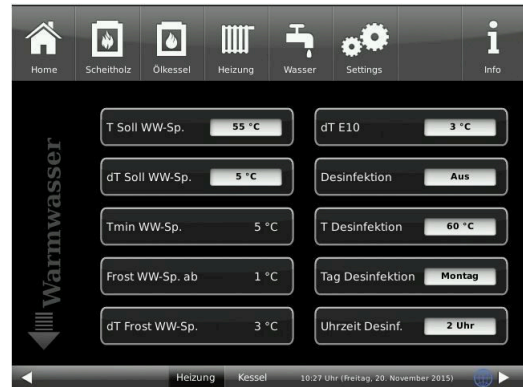 Home Scheitholz Ölkessel Heizung Wasser Settings Info
Warmwasser
T Soll WW-Sp. 55 °C
dT Soll WW-Sp. 5 °C
Tmin WW-Sp. 5 °C
Frost WW-Sp. ab 1 °C
dT Frost WW-Sp. 3 °C
dT E10 3 °C
Desinfektion Aus
T Desinfektion 60 °C
Tag Desinfektion Montag
Uhrzeit Desinf. 2 Uhr
Heizung Kessel 10:27 Uhr (Freitag, 20. November 2015)